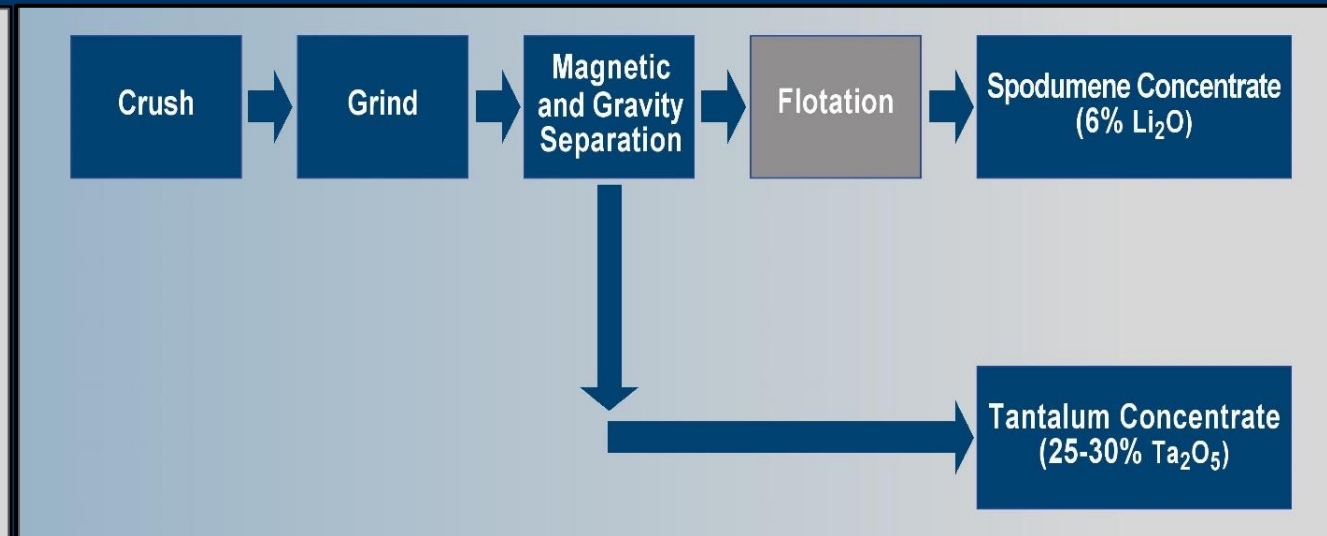 Crush
Grind
Magnetic
and Gravity
Separation
Flotation
Spodumene Concentrate
(6% Li₂O)
Tantalum Concentrate
(25-30% Ta₂O₅)